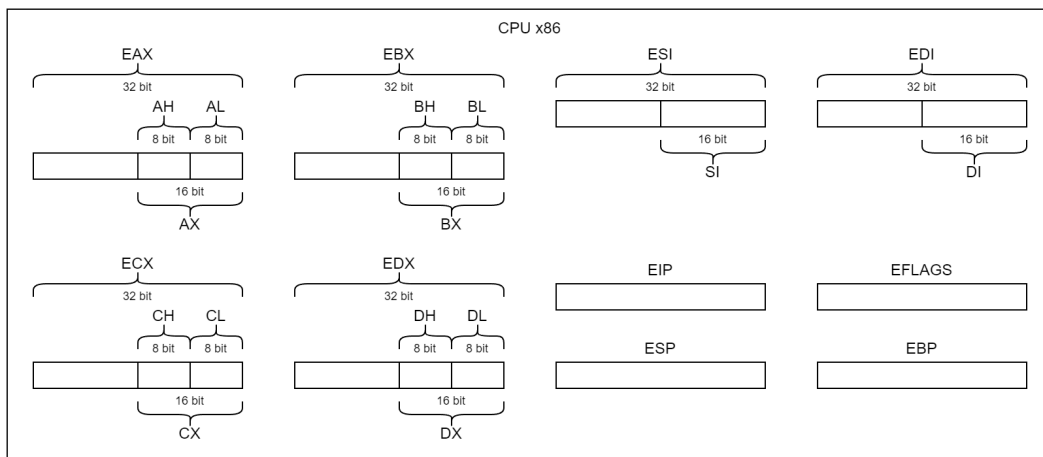 CPU x86
EAX
32 bit
AH AL
8 bit 8 bit
16 bit
AX
EBX
32 bit
BH BL
8 bit 8 bit
16 bit
BX
ESI
32 bit
16 bit
SI
EDI
32 bit
16 bit
DI
ECX
32 bit
CH CL
8 bit 8 bit
16 bit
CX
EDX
32 bit
DH DL
8 bit 8 bit
16 bit
DX
EIP
EFLAGS
ESP
EBP